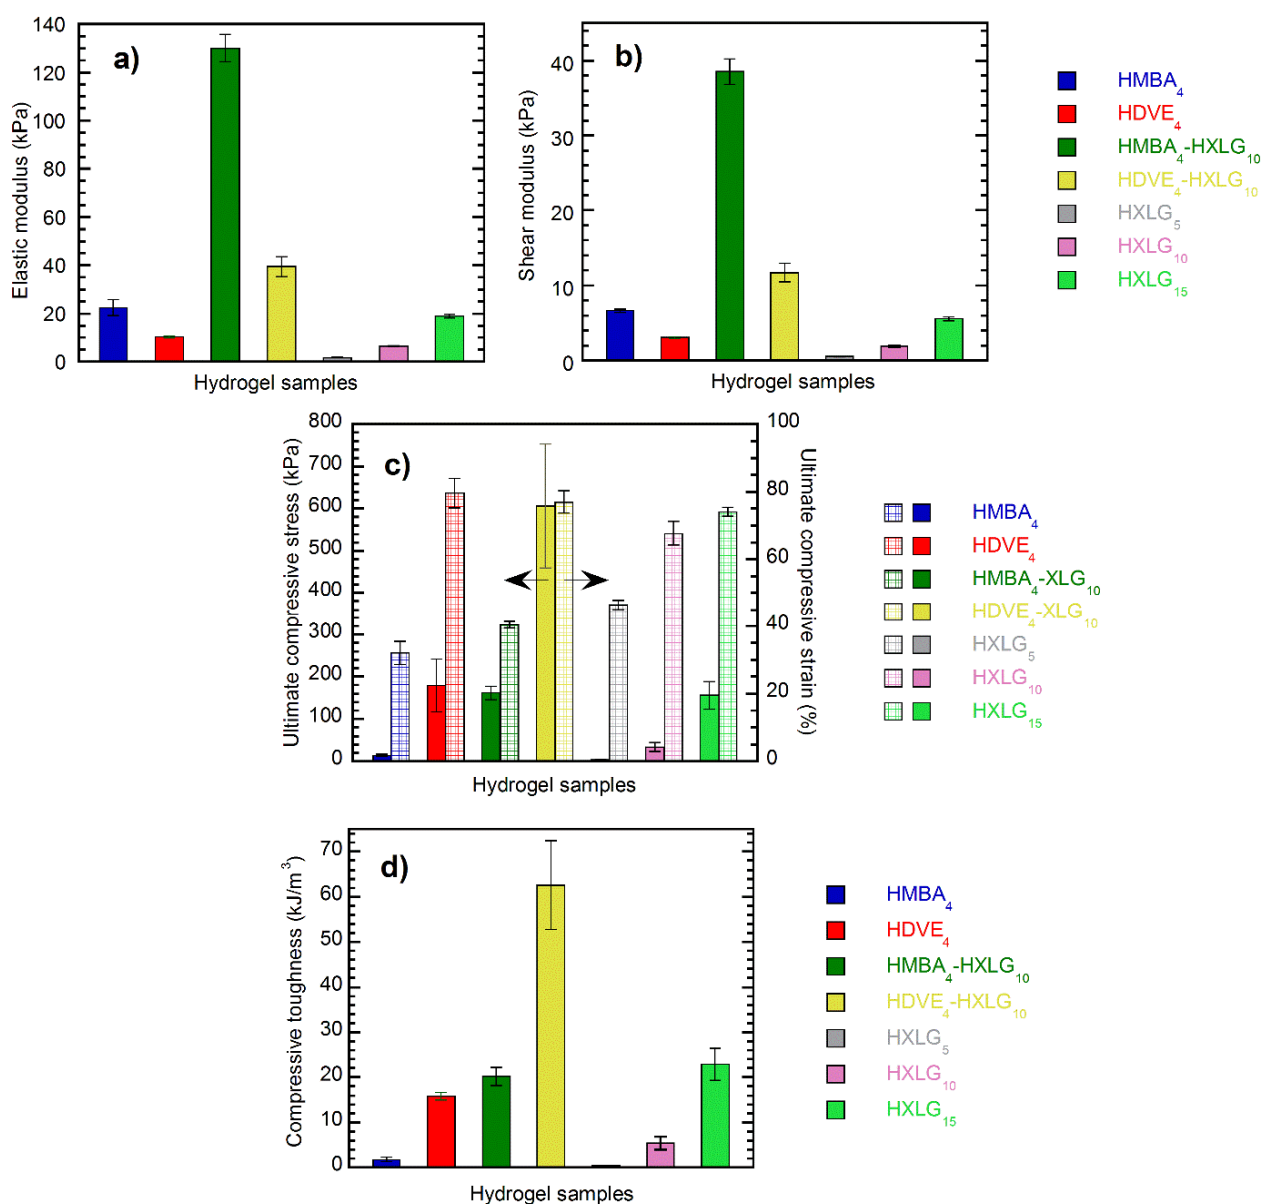 a)
140
120
100
80
60
40
20
0
Elastic modulus (kPa)
Hydrogel samples
b)
40
30
20
10
0
Shear modulus (kPa)
Hydrogel samples
HMBA₄
HDVE₄
HMBA₄-HXLG₁₀
HDVE₄-HXLG₁₀
HXLG₅
HXLG₁₀
HXLG₁₅
c)
800
700
600
500
400
300
200
100
0
Ultimate compressive stress (kPa)
100
80
60
40
20
0
Ultimate compressive strain (%)
Hydrogel samples
HMBA₄
HDVE₄
HMBA₄-XLG₁₀
HDVE₄-XLG₁₀
HXLG₅
HXLG₁₀
HXLG₁₅
d)
70
60
50
40
30
20
10
0
Compressive toughness (kJ/m³)
Hydrogel samples
HMBA₄
HDVE₄
HMBA₄-HXLG₁₀
HDVE₄-HXLG₁₀
HXLG₅
HXLG₁₀
HXLG₁₅